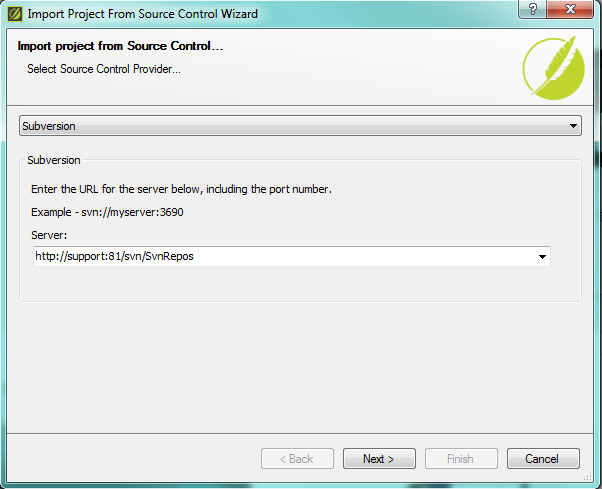 Import Project From Source Control Wizard
?
Import project from Source Control...
Select Source Control Provider...
Subversion
Subversion
Enter the URL for the server below, including the port number.
Example - svn://myserver:3690
Server:
http://support:81/svn/SvnRepos
< Back Next > Finish Cancel